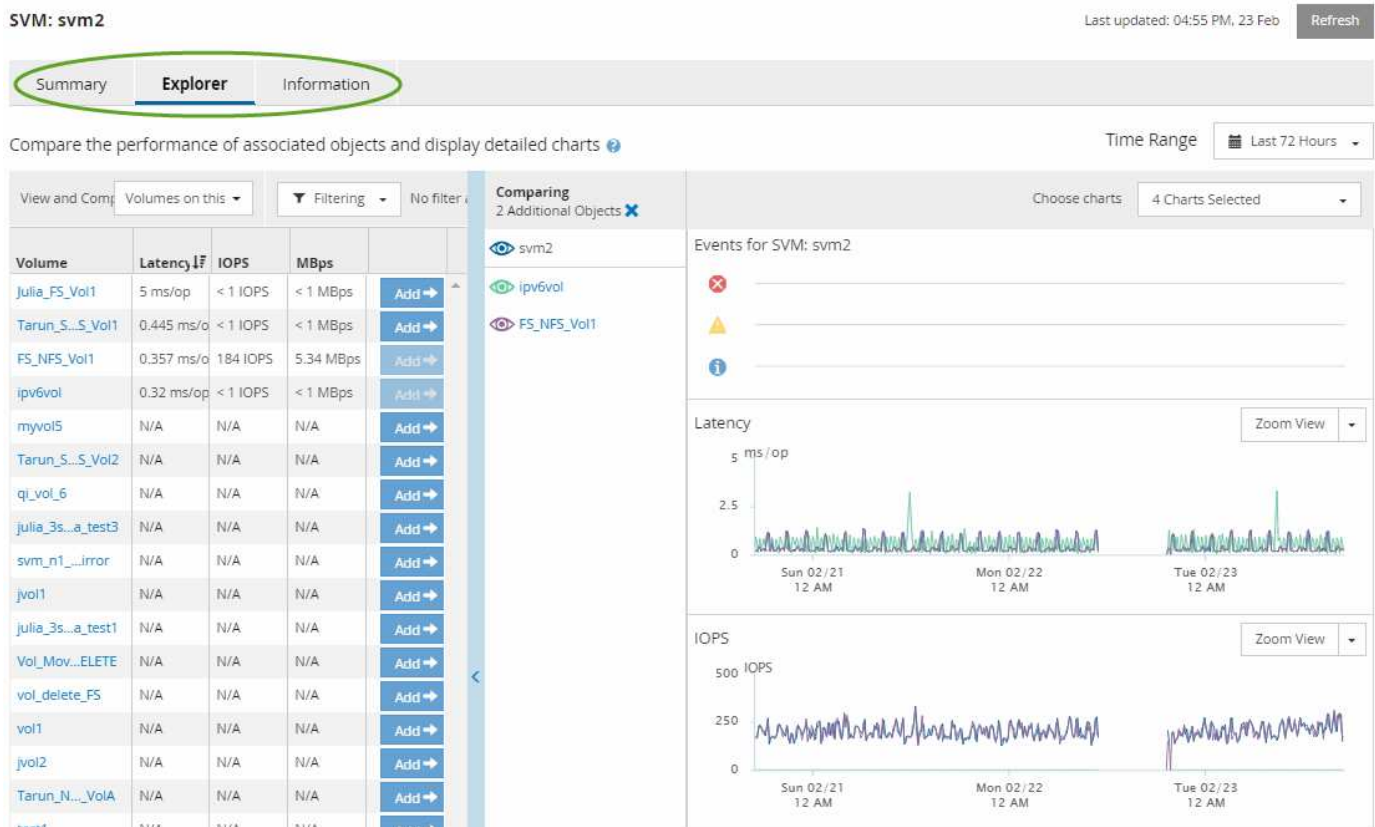 SVM: svm2
Last updated: 04:55 PM, 23 Feb
Refresh
Summary Explorer Information
Compare the performance of associated objects and display detailed charts ?
Time Range Last 72 Hours
View and Comp Volumes on this Filtering No filter
Comparing
2 Additional Objects
Choose charts 4 Charts Selected
Volume Latency IOPS MBps
Julia_FS_Vol1 5 ms/op < 1 IOPS < 1 MBps Add
Tarun_S...S_Vol1 0.445 ms/o < 1 IOPS < 1 MBps Add
FS_NFS_Vol1 0.357 ms/o 184 IOPS 5.34 MBps Add
ipv6vol 0.32 ms/op < 1 IOPS < 1 MBps Add
myvol5 N/A N/A N/A Add
Tarun_S...S_Vol2 N/A N/A N/A Add
qi_vol_6 N/A N/A N/A Add
julia_3s...a_test3 N/A N/A N/A Add
svm_n1_...irror N/A N/A N/A Add
jvol1 N/A N/A N/A Add
julia_3s...a_test1 N/A N/A N/A Add
Vol_Mov...ELETE N/A N/A N/A Add
vol_delete_FS N/A N/A N/A Add
vol1 N/A N/A N/A Add
jvol2 N/A N/A N/A Add
Tarun_N..._VolA N/A N/A N/A Add
svm2
ipv6vol
FS_NFS_Vol1
Events for SVM: svm2
Latency
Zoom View
ms/op
5
2.5
0
Sun 02/21 Mon 02/22 Tue 02/23
12 AM 12 AM 12 AM
IOPS
Zoom View
IOPS
500
250
0
Sun 02/21 Mon 02/22 Tue 02/23
12 AM 12 AM 12 AM